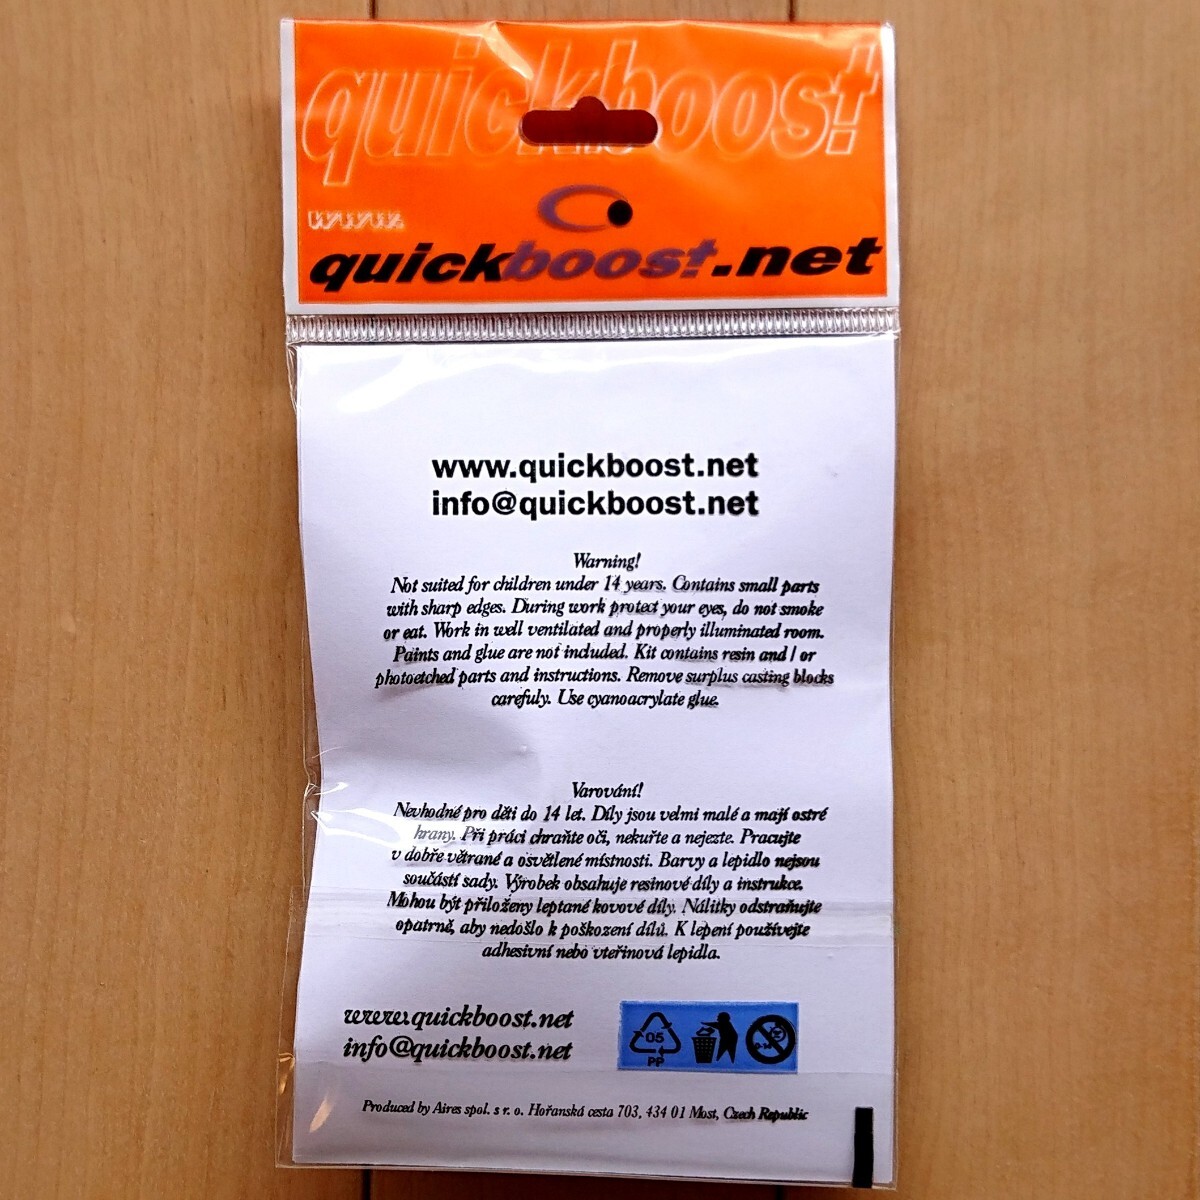 quickboost
www.
quickboost.net
www.quickboost.net
info@quickboost.net
Warning!
Not suited for children under 14 years. Contains small parts
with sharp edges. During work protect your eyes, do not smoke
or eat. Work in well ventilated and properly illuminated room.
Paints and glue are not included. Kit contains resin and / or
photoetched parts and instructions. Remove surplus casting blocks
carefuly. Use cyanoacrylate glue.
Varování!
Nevhodné pro děti do 14 let. Díly jsou velmi malé a mají ostré
hrany. Při práci chraňte oči, nekuřte a nejezte. Pracujte
v dobře větrané a osvětlené místnosti. Barvy a lepidlo nejsou
součástí sady. Výrobek obsahuje resinové díly a instrukce.
Mohou být přiloženy leptané kovové díly. Nálitky odstraňujte
opatrně, aby nedošlo k poškození dílů. K lepení používejte
adhesivní nebo vteřinová lepidla.
www.quickboost.net
info@quickboost.net
05
PP
0-14
Produced by Aires spol. s r. o. Hořanská cesta 703, 434 01 Most, Czech Republic